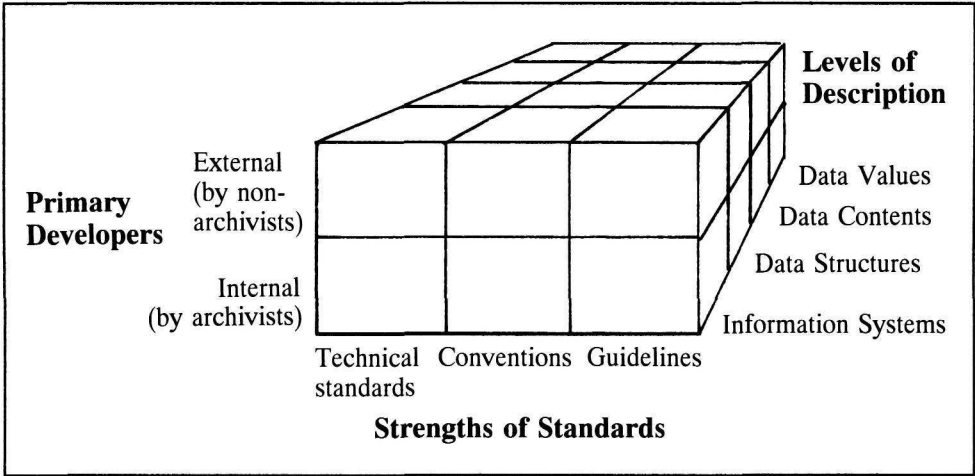 Levels of
Description
External
(by non-
archivists)
Primary
Developers
Internal
(by archivists)
Data Values
Data Contents
Data Structures
Information Systems
Technical
standards
Conventions
Guidelines
Strengths of Standards